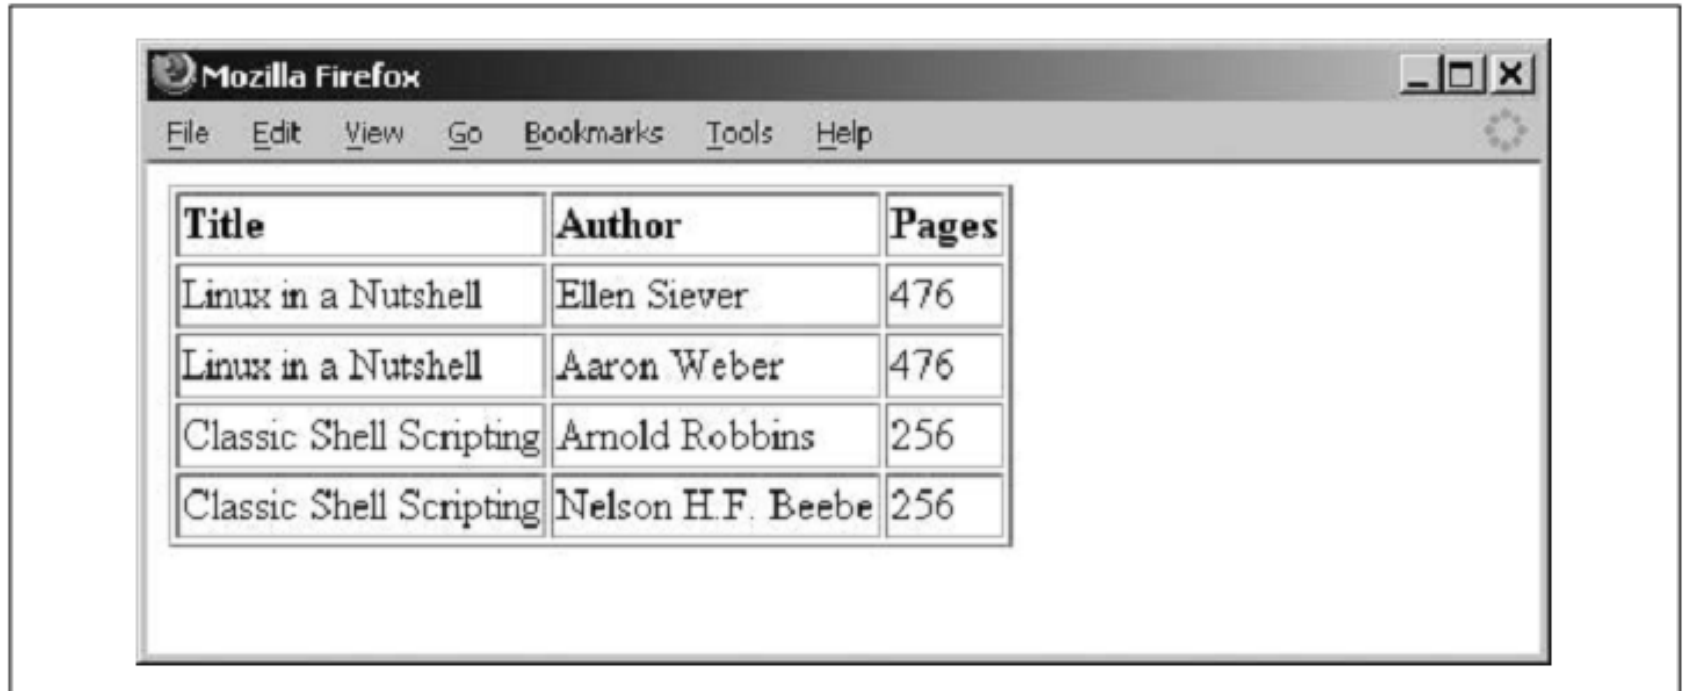 Mozilla Firefox
File Edit View Go Bookmarks Tools Help
Title Author Pages
Linux in a Nutshell Ellen Siever 476
Linux in a Nutshell Aaron Weber 476
Classic Shell Scripting Arnold Robbins 256
Classic Shell Scripting Nelson H.F. Beebe 256